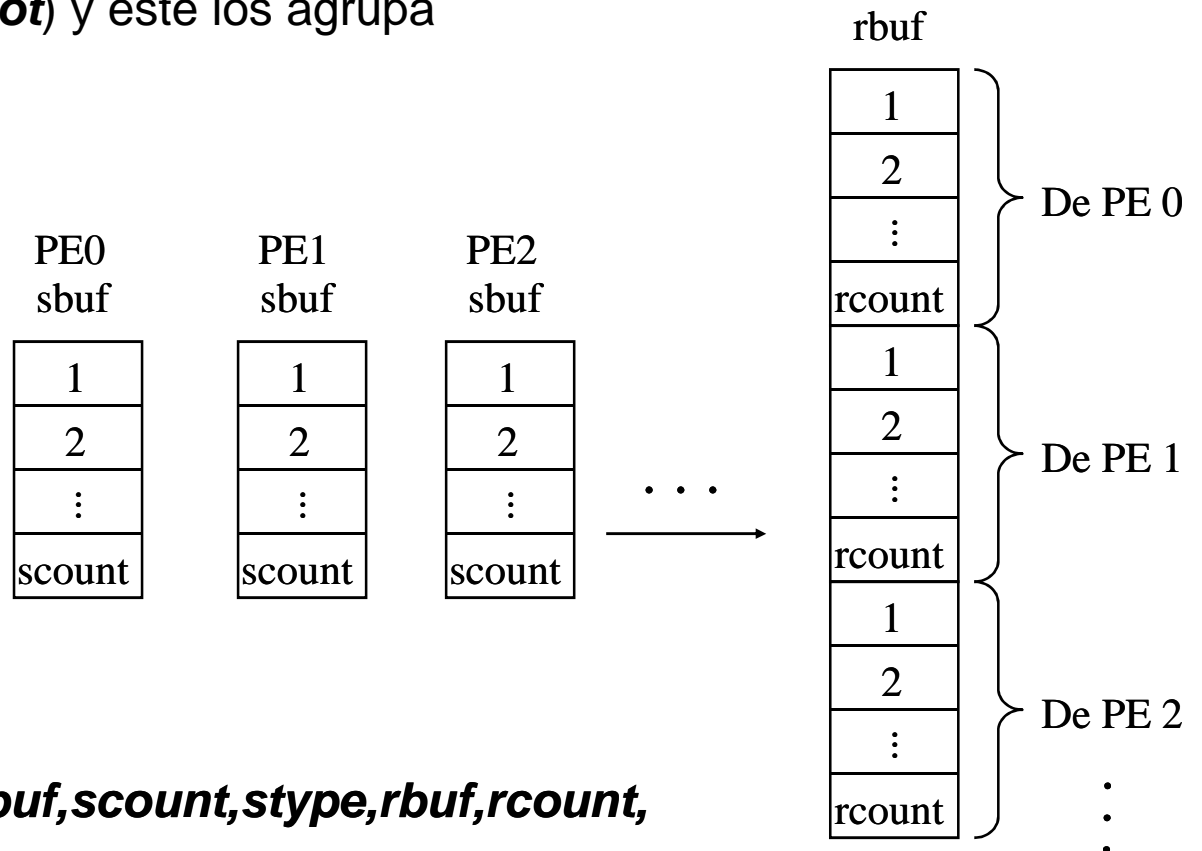 ot) y este los agrupa
rbuf
1
2
⋮
rcount
De PE 0
1
2
⋮
rcount
De PE 1
1
2
⋮
rcount
De PE 2
PE0
sbuf
1
2
⋮
scount
PE1
sbuf
1
2
⋮
scount
PE2
sbuf
1
2
⋮
scount
. . .
buf,scount,stype,rbuf,rcount,